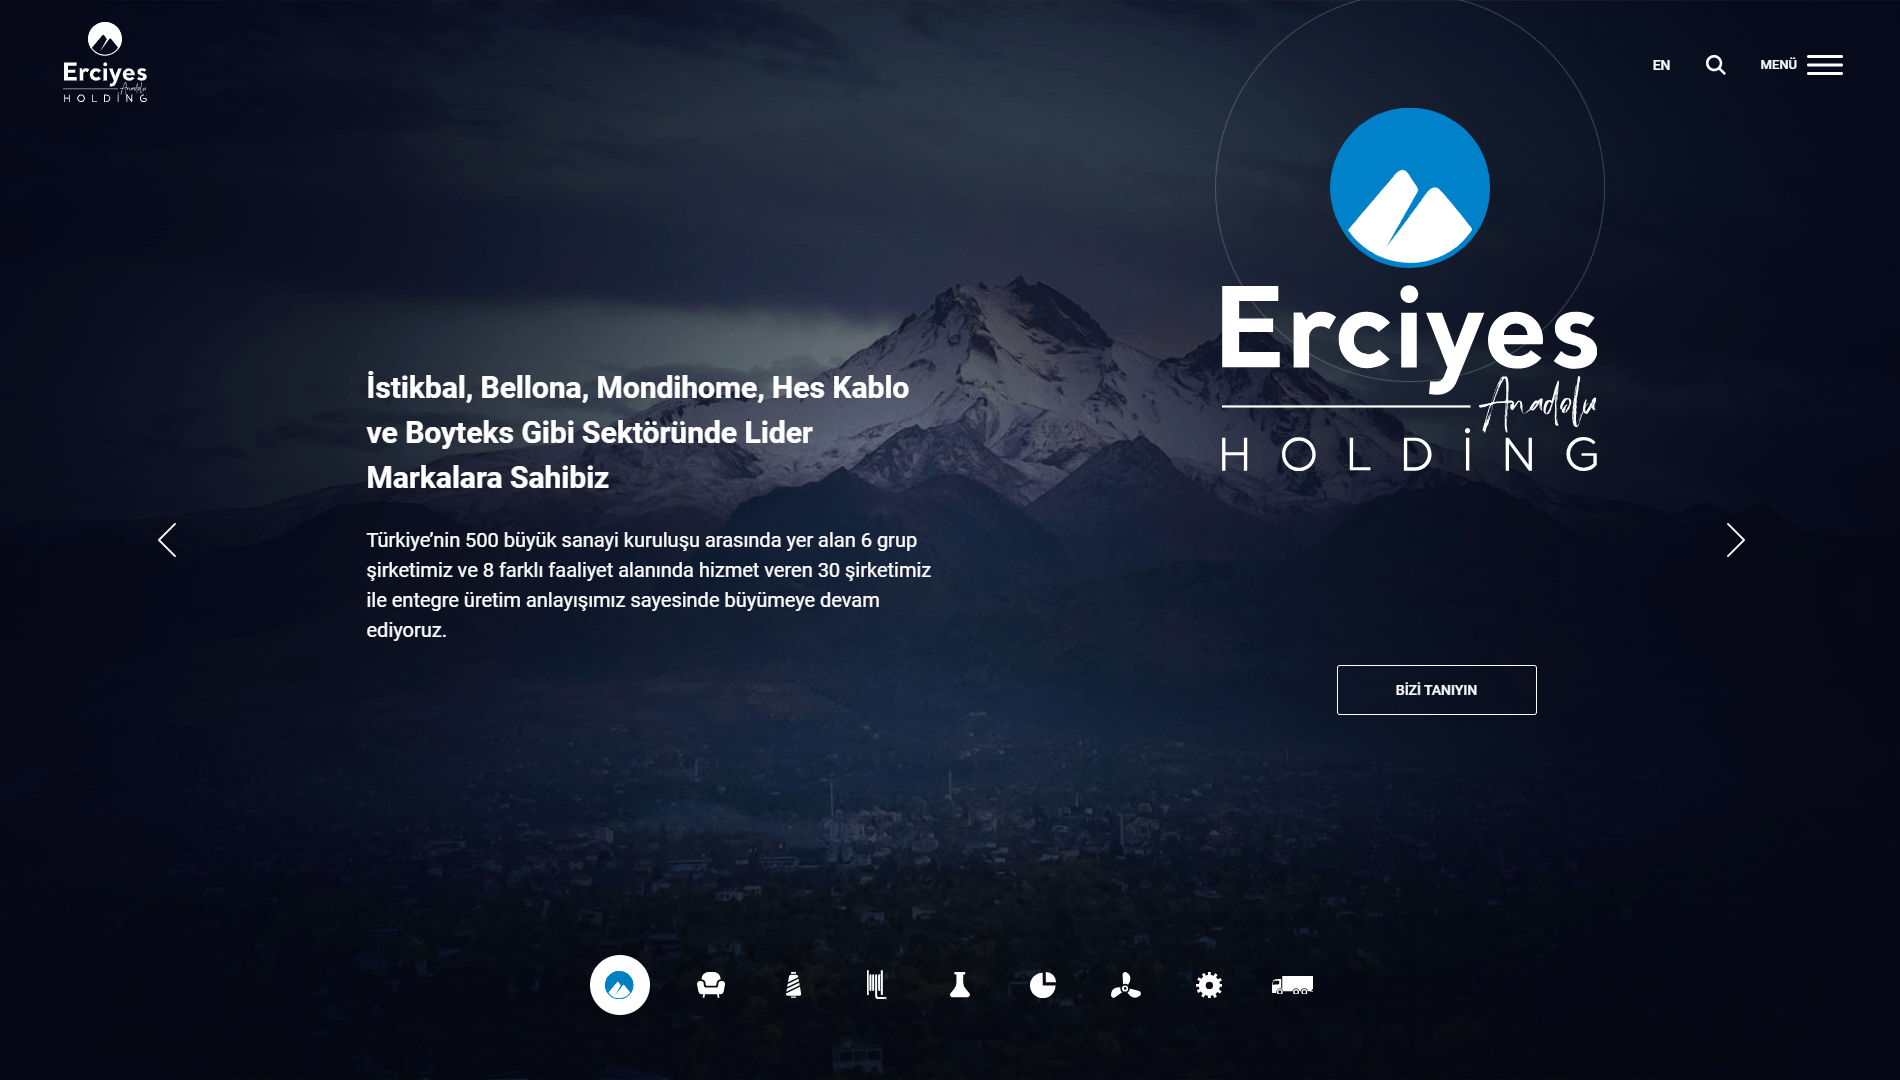 Erciyes
Anadolu
HOLDİNG
EN
MENÜ
Erciyes
Anadolu
HOLDİNG
İstikbal, Bellona, Mondihome, Hes Kablo
ve Boyteks Gibi Sektöründe Lider
Markalara Sahibiz
Türkiye’nin 500 büyük sanayi kuruluşu arasında yer alan 6 grup
şirketimiz ve 8 farklı faaliyet alanında hizmet veren 30 şirketimiz
ile entegre üretim anlayışımız sayesinde büyümeye devam
ediyoruz.
BİZİ TANIYIN